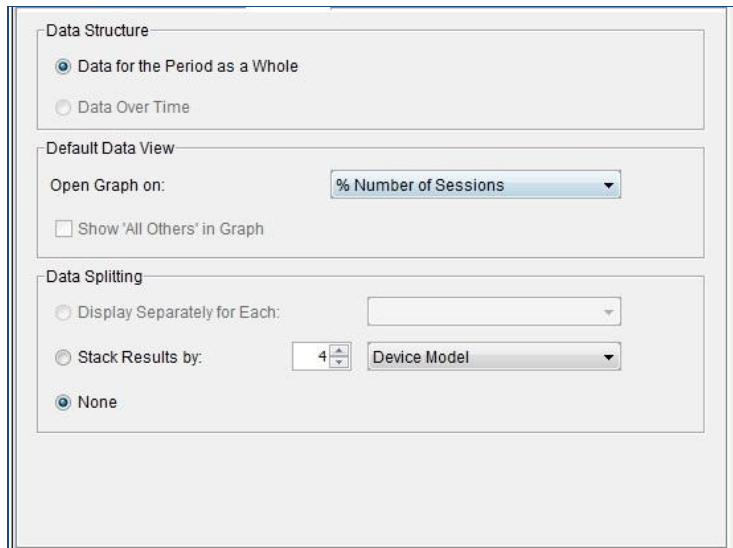 Data Structure
Data for the Period as a Whole
Data Over Time
Default Data View
Open Graph on: % Number of Sessions
Show 'All Others' in Graph
Data Splitting
Display Separately for Each:
Stack Results by: 4 Device Model
None